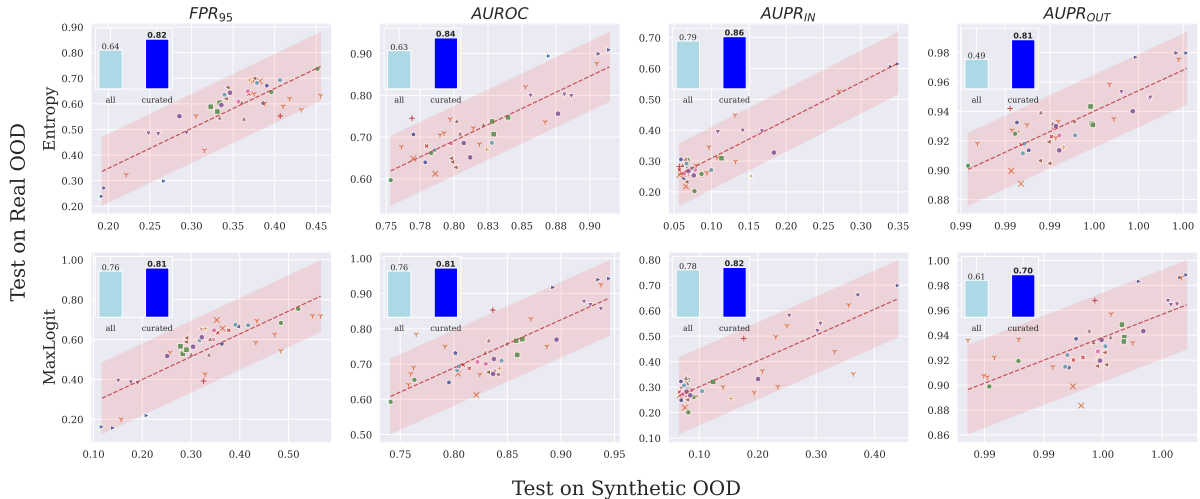 FPR95 AUROC AUPRIN AUPROUT
Test on Real OOD
Entropy
0.90
0.80
0.70
0.60
0.50
0.40
0.30
0.20
0.64 0.82
all curated
0.20 0.25 0.30 0.35 0.40 0.45
0.90
0.80
0.70
0.60
0.63 0.84
all curated
0.75 0.78 0.80 0.82 0.85 0.88 0.90
0.70
0.60
0.50
0.40
0.30
0.20
0.79 0.86
all curated
0.05 0.10 0.15 0.20 0.25 0.30 0.35
0.98
0.96
0.94
0.92
0.90
0.88
0.49 0.81
all curated
0.99 0.99 0.99 1.00 1.00 1.00
MaxLogit
1.00
0.80
0.60
0.40
0.20
0.76 0.81
all curated
0.10 0.20 0.30 0.40 0.50
1.00
0.90
0.80
0.70
0.60
0.50
0.76 0.81
all curated
0.75 0.80 0.85 0.90 0.95
0.80
0.70
0.60
0.50
0.40
0.30
0.20
0.10
0.78 0.82
all curated
0.10 0.20 0.30 0.40
1.00
0.98
0.96
0.94
0.92
0.90
0.88
0.86
0.61 0.70
all curated
0.99 0.99 1.00 1.00
Test on Synthetic OOD